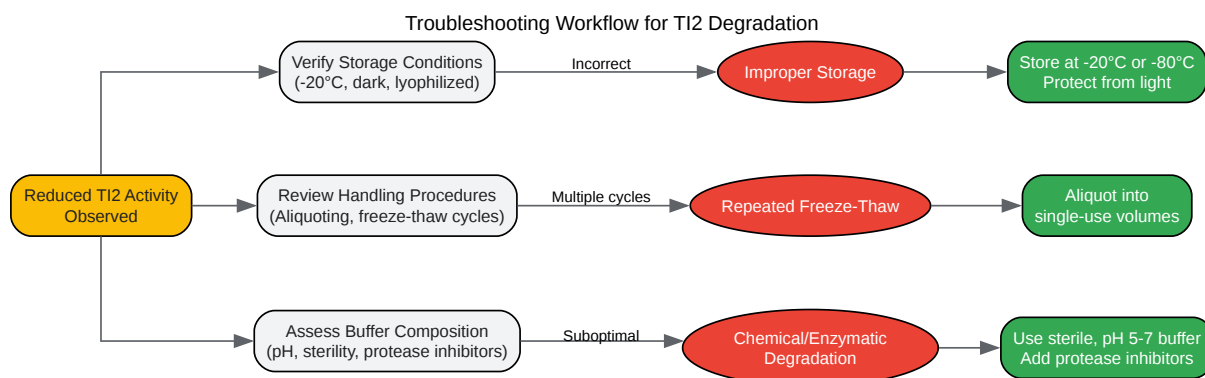 Troubleshooting Workflow for TI2 Degradation
Verify Storage Conditions
(-20°C, dark, lyophilized)
Incorrect
Improper Storage
Store at -20°C or -80°C
Protect from light
Reduced TI2 Activity
Observed
Review Handling Procedures
(Aliquoting, freeze-thaw cycles)
Multiple cycles
Repeated Freeze-Thaw
Aliquot into
single-use volumes
Assess Buffer Composition
(pH, sterility, protease inhibitors)
Suboptimal
Chemical/Enzymatic
Degradation
Use sterile, pH 5-7 buffer
Add protease inhibitors